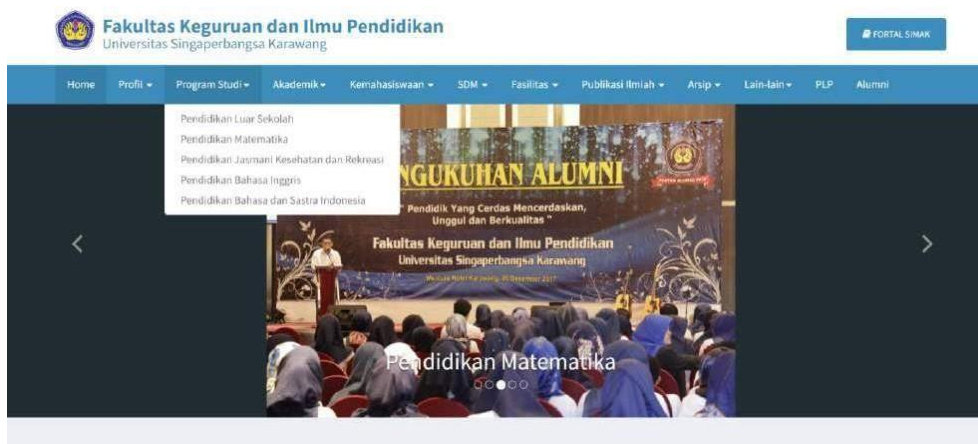 Fakultas Keguruan dan Ilmu Pendidikan
Universitas Singaperbangsa Karawang
FORTAL SIMAK
Home Profil Program Studi Akademik Kemahasiswaan SDM Fasilitas Publikasi Ilmiah Arsip Lain-lain PLP Alumni
Pendidikan Luar Sekolah
Pendidikan Matematika
Pendidikan Jasmani Kesehatan dan Rekreasi
Pendidikan Bahasa Inggris
Pendidikan Bahasa dan Sastra Indonesia
NGUKUHAN ALUMNI
" Pendidik Yang Cerdas Mencerdaskan,
Unggul dan Berkualitas "
Fakultas Keguruan dan Ilmu Pendidikan
Universitas Singaperbangsa Karawang
Desember 2017
Pendidikan Matematika